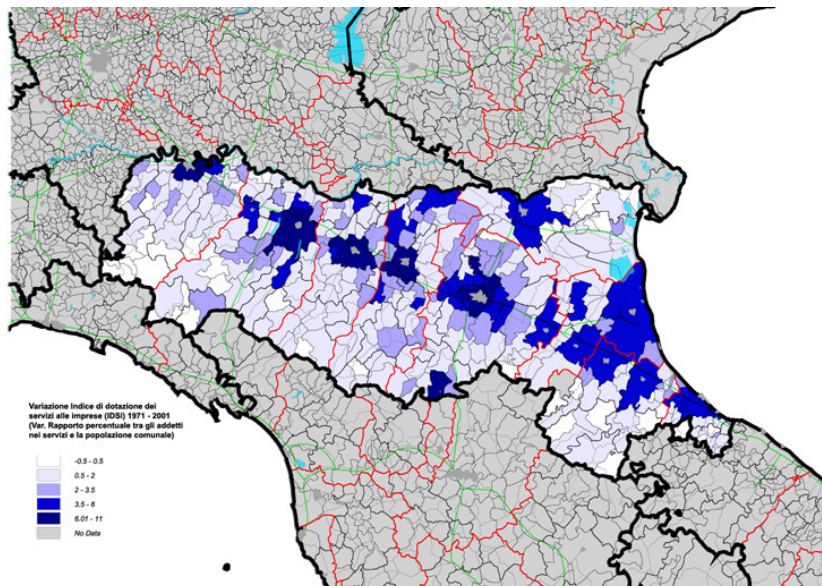 Variazione Indice di dotazione dei
servizi alle imprese (IDSI) 1971 - 2001
(Var. Rapporto percentuale tra gli addetti
nei servizi e la popolazione comunale)
-0.5 - 0.5
0.5 - 2
2 - 3.5
3.5 - 6
6.01 - 11
No Data